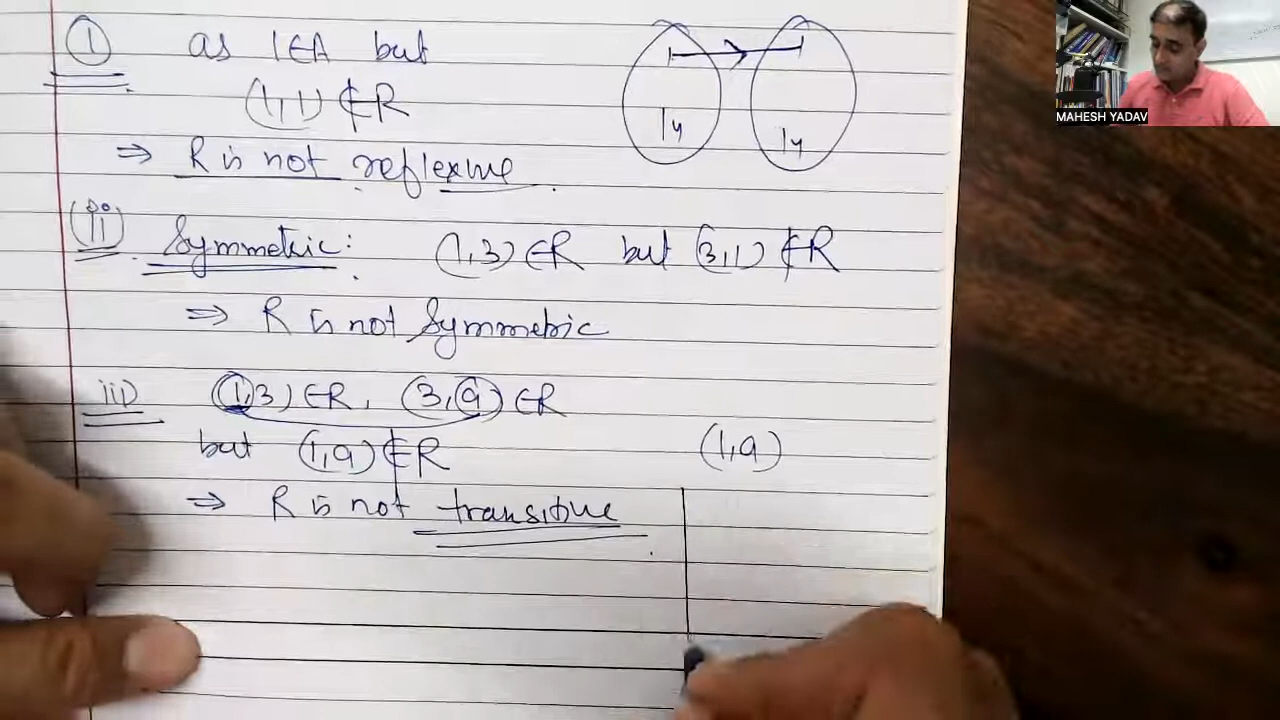 ① as 1∈A but
(1,1) ∉ R
⇒ R is not reflexive.
(ii) Symmetric: (1,3) ∈R but (3,1) ∉R
⇒ R is not Symmetric
iii) (1,3) ∈R, (3,9) ∈R
but (1,9) ∉R (1,9)
⇒ R is not transitive.
1 1
14 14
MAHESH YADAV